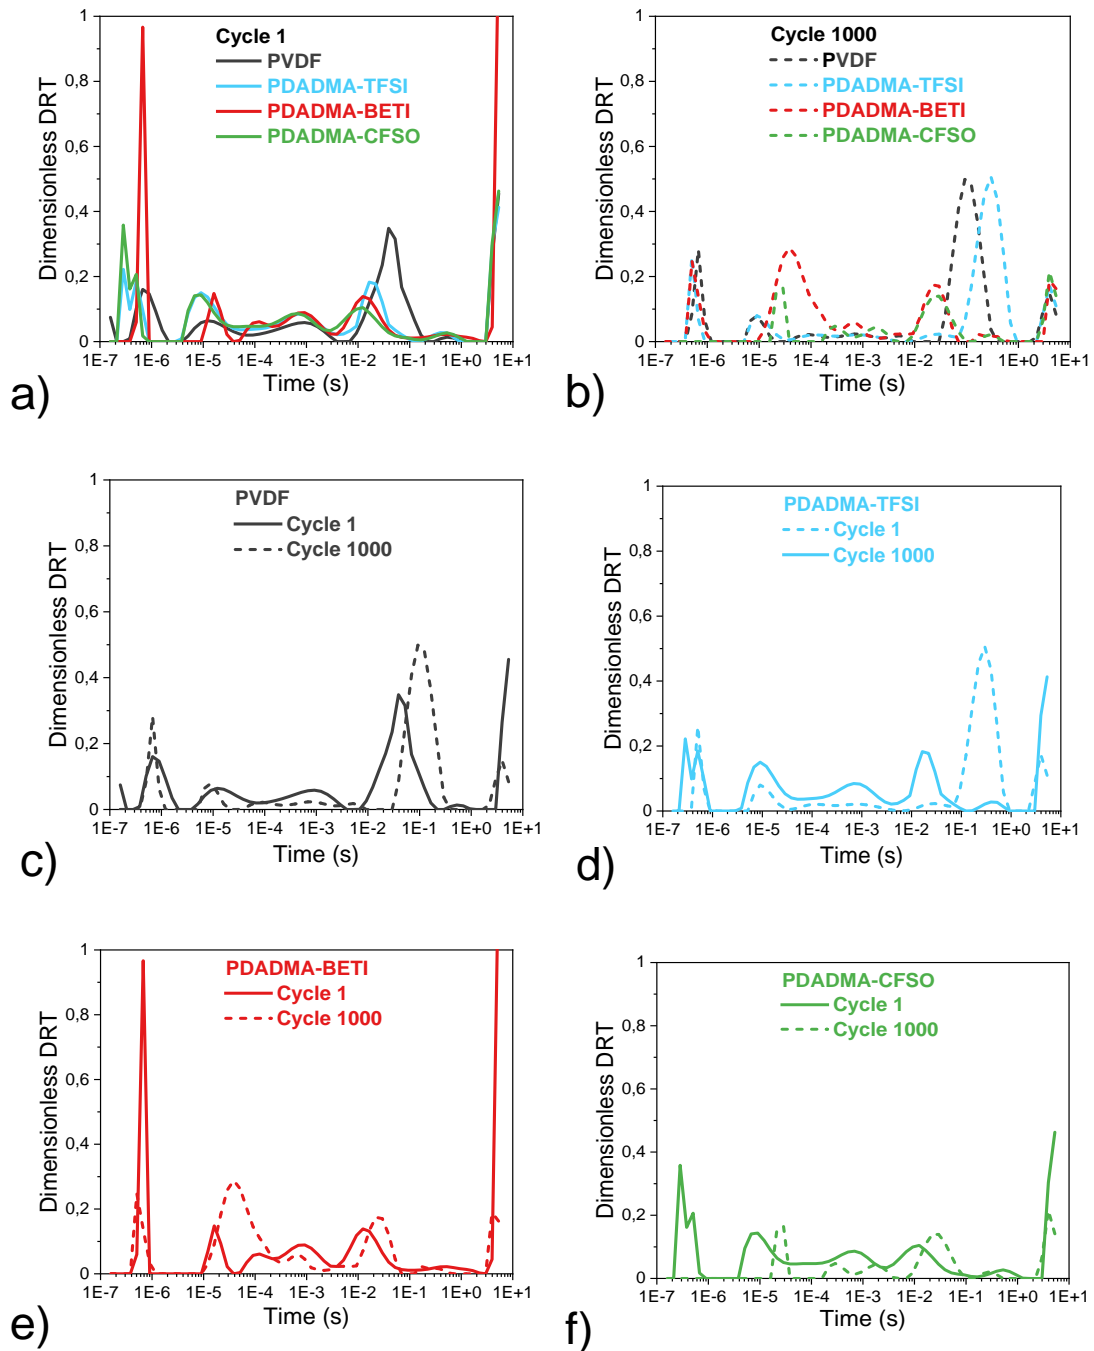 Cycle 1
PVDF
PDADMA-TFSI
PDADMA-BETI
PDADMA-CFSO
Dimensionless DRT
1
0,8
0,6
0,4
0,2
0
1E-7 1E-6 1E-5 1E-4 1E-3 1E-2 1E-1 1E+0 1E+1
Time (s)
a)
Cycle 1000
PVDF
PDADMA-TFSI
PDADMA-BETI
PDADMA-CFSO
Dimensionless DRT
1
0,8
0,6
0,4
0,2
0
1E-7 1E-6 1E-5 1E-4 1E-3 1E-2 1E-1 1E+0 1E+1
Time (s)
b)
PVDF
Cycle 1
Cycle 1000
Dimensionless DRT
1
0,8
0,6
0,4
0,2
0
1E-7 1E-6 1E-5 1E-4 1E-3 1E-2 1E-1 1E+0 1E+1
Time (s)
c)
PDADMA-TFSI
Cycle 1
Cycle 1000
Dimensionless DRT
1
0,8
0,6
0,4
0,2
0
1E-7 1E-6 1E-5 1E-4 1E-3 1E-2 1E-1 1E+0 1E+1
Time (s)
d)
PDADMA-BETI
Cycle 1
Cycle 1000
Dimensionless DRT
1
0,8
0,6
0,4
0,2
0
1E-7 1E-6 1E-5 1E-4 1E-3 1E-2 1E-1 1E+0 1E+1
Time (s)
e)
PDADMA-CFSO
Cycle 1
Cycle 1000
Dimensionless DRT
1
0,8
0,6
0,4
0,2
0
1E-7 1E-6 1E-5 1E-4 1E-3 1E-2 1E-1 1E+0 1E+1
Time (s)
f)